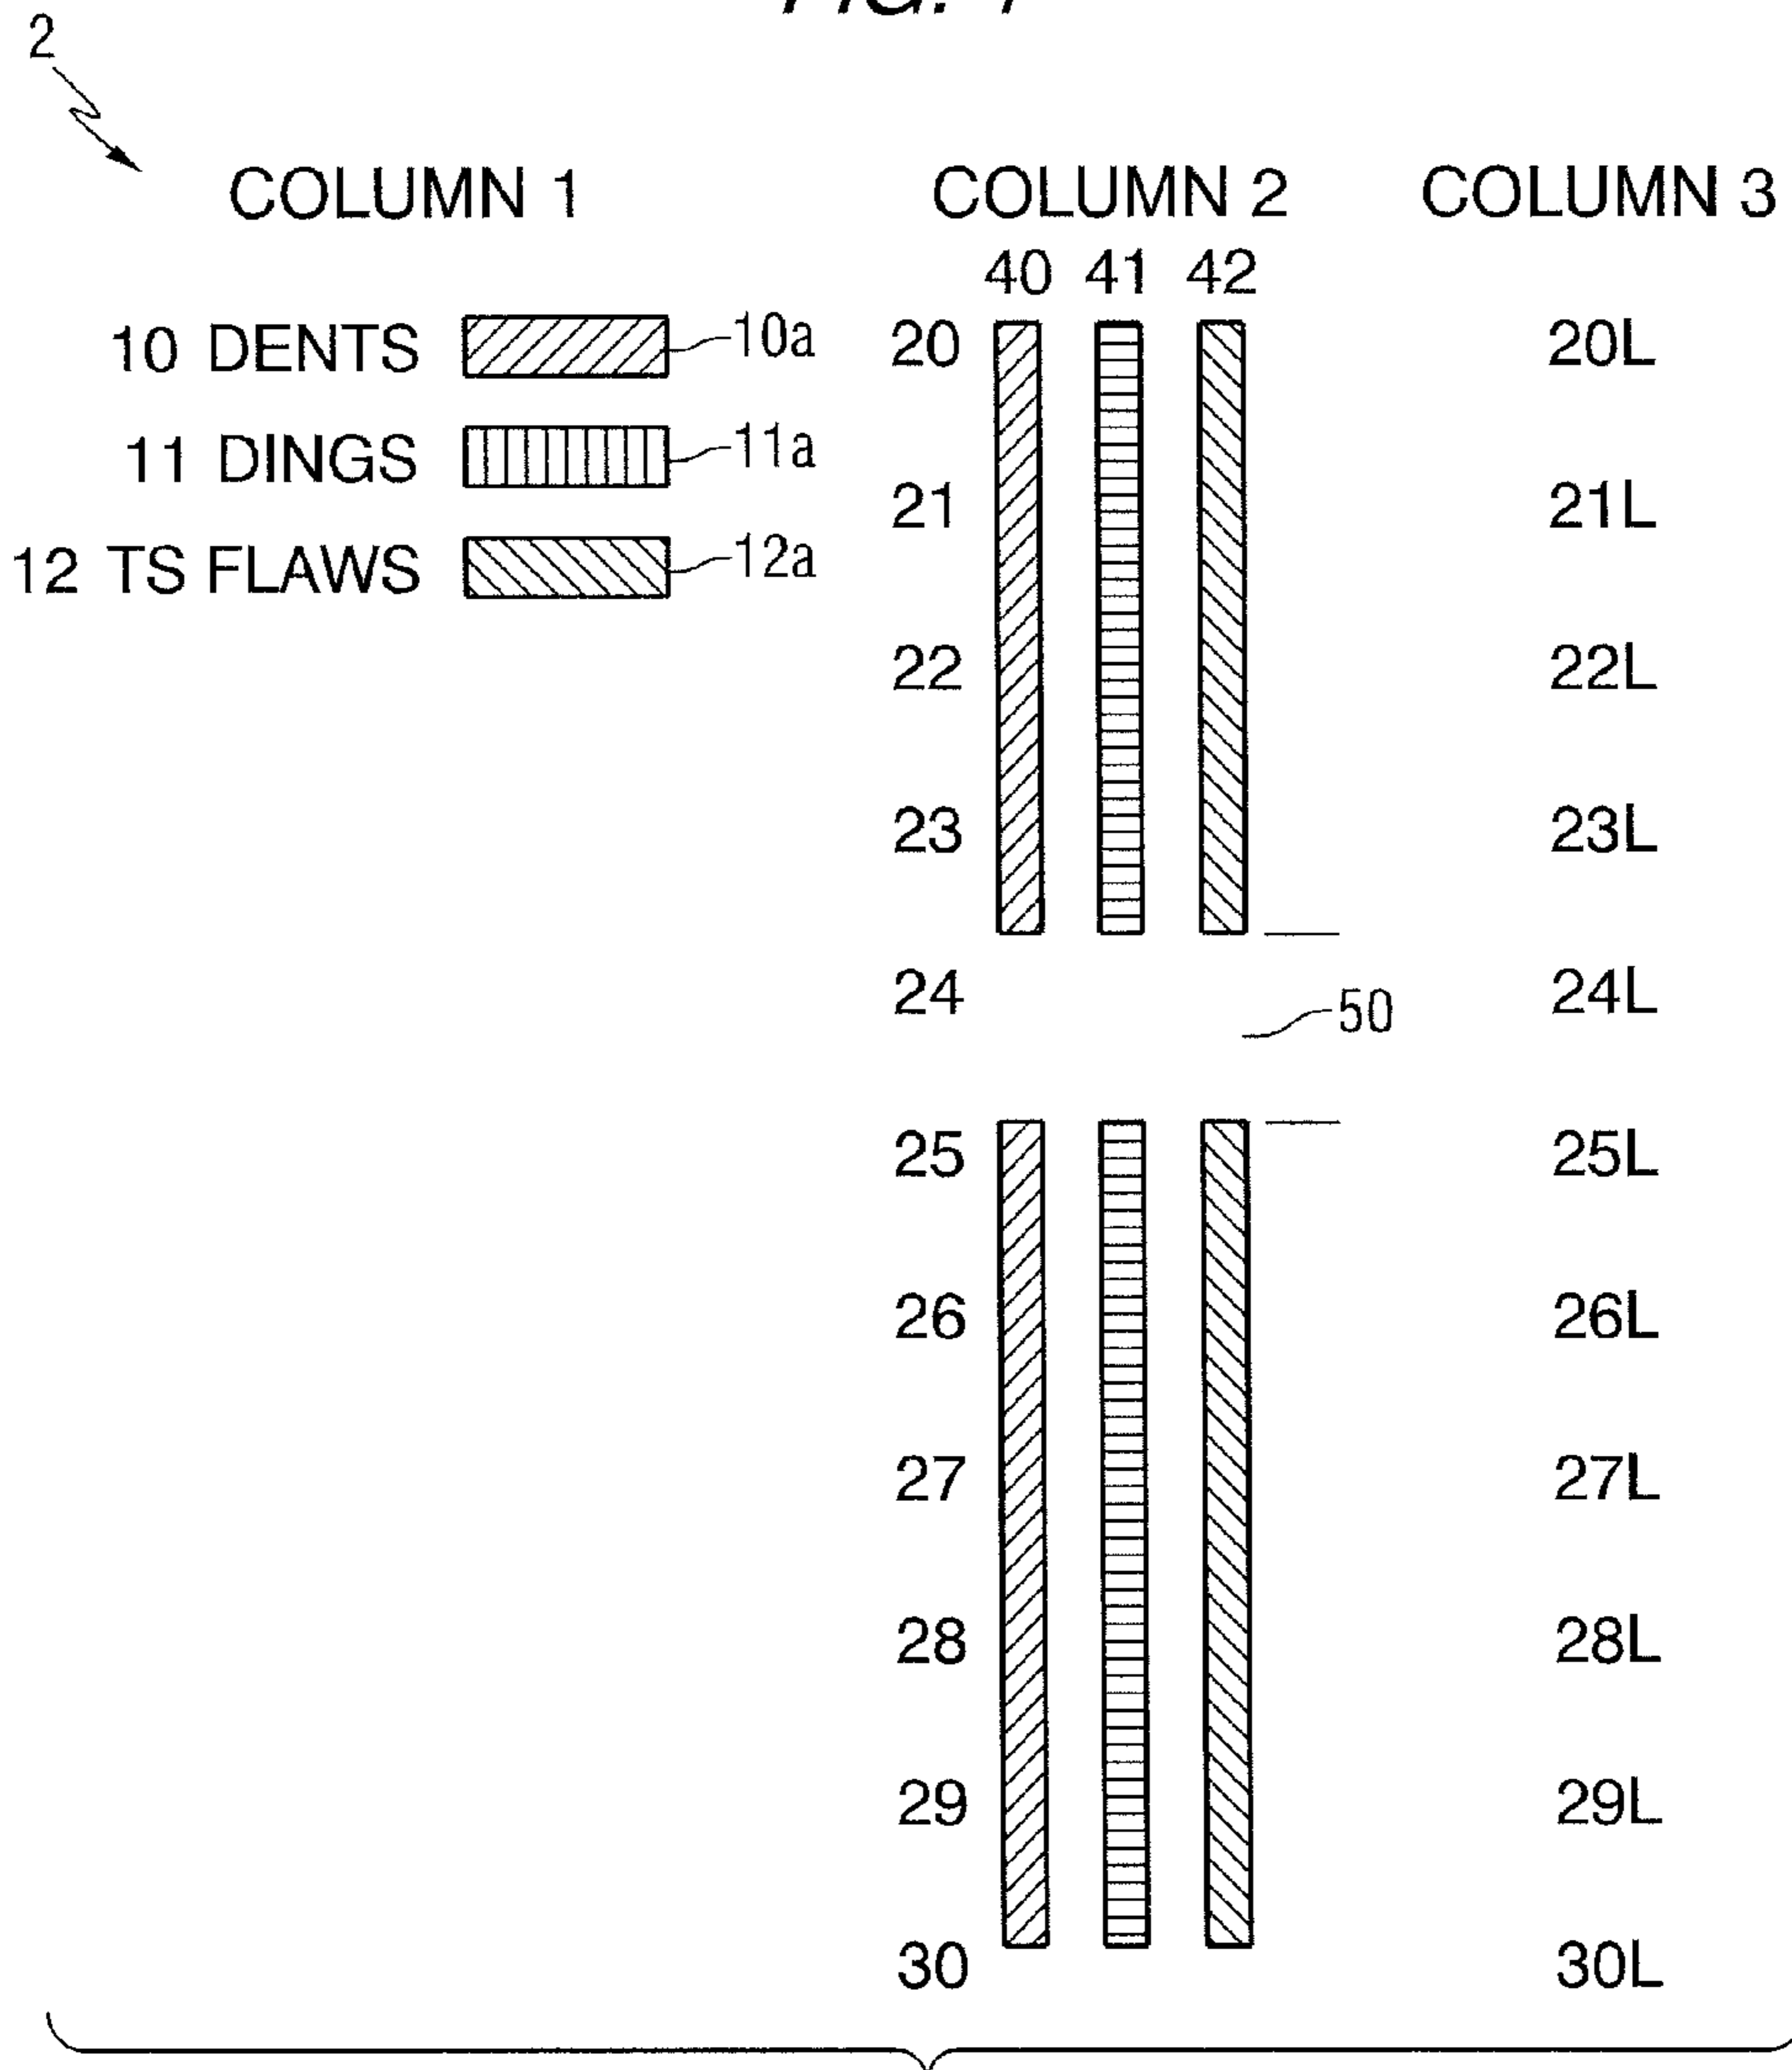 2
COLUMN 1 COLUMN 2 COLUMN 3
40 41 42
10 DENTS 10a 20 20L
11 DINGS 11a
21 21L
12 TS FLAWS 12a
22 22L
23 23L
24 24L
50
25 25L
26 26L
27 27L
28 28L
29 29L
30 30L